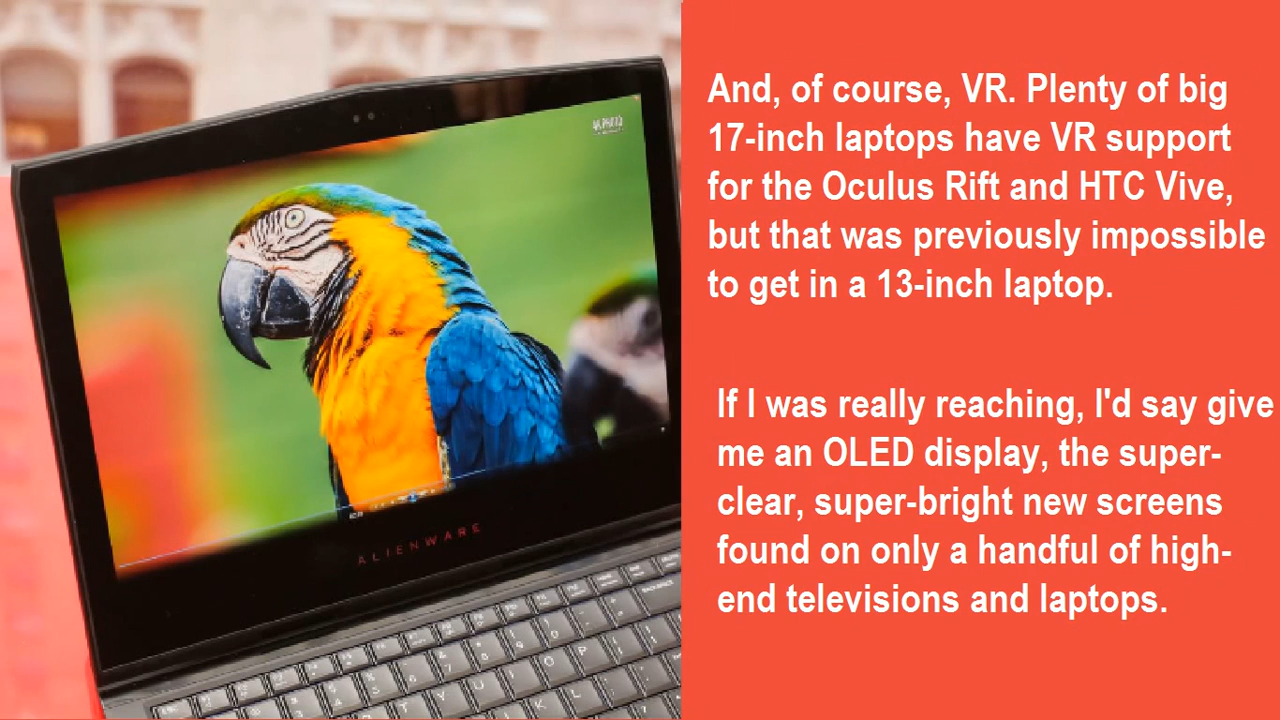 And, of course, VR. Plenty of big
17-inch laptops have VR support
for the Oculus Rift and HTC Vive,
but that was previously impossible
to get in a 13-inch laptop.
If I was really reaching, I'd say give
me an OLED display, the super-
clear, super-bright new screens
found on only a handful of high-
end televisions and laptops.
ALIENWARE